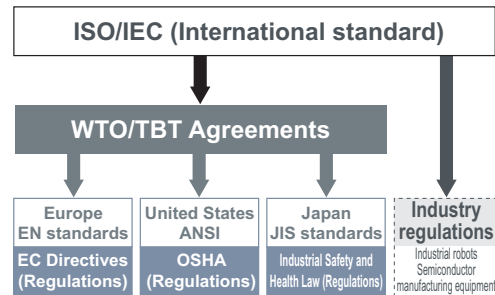 ISO/IEC (International standard)
WTO/TBT Agreements
Europe
EN standards
EC Directives
(Regulations)
United States
ANSI
OSHA
(Regulations)
Japan
JIS standards
Industrial Safety and
Health Law (Regulations)
Industry
regulations
Industrial robots
Semiconductor
manufacturing equipment